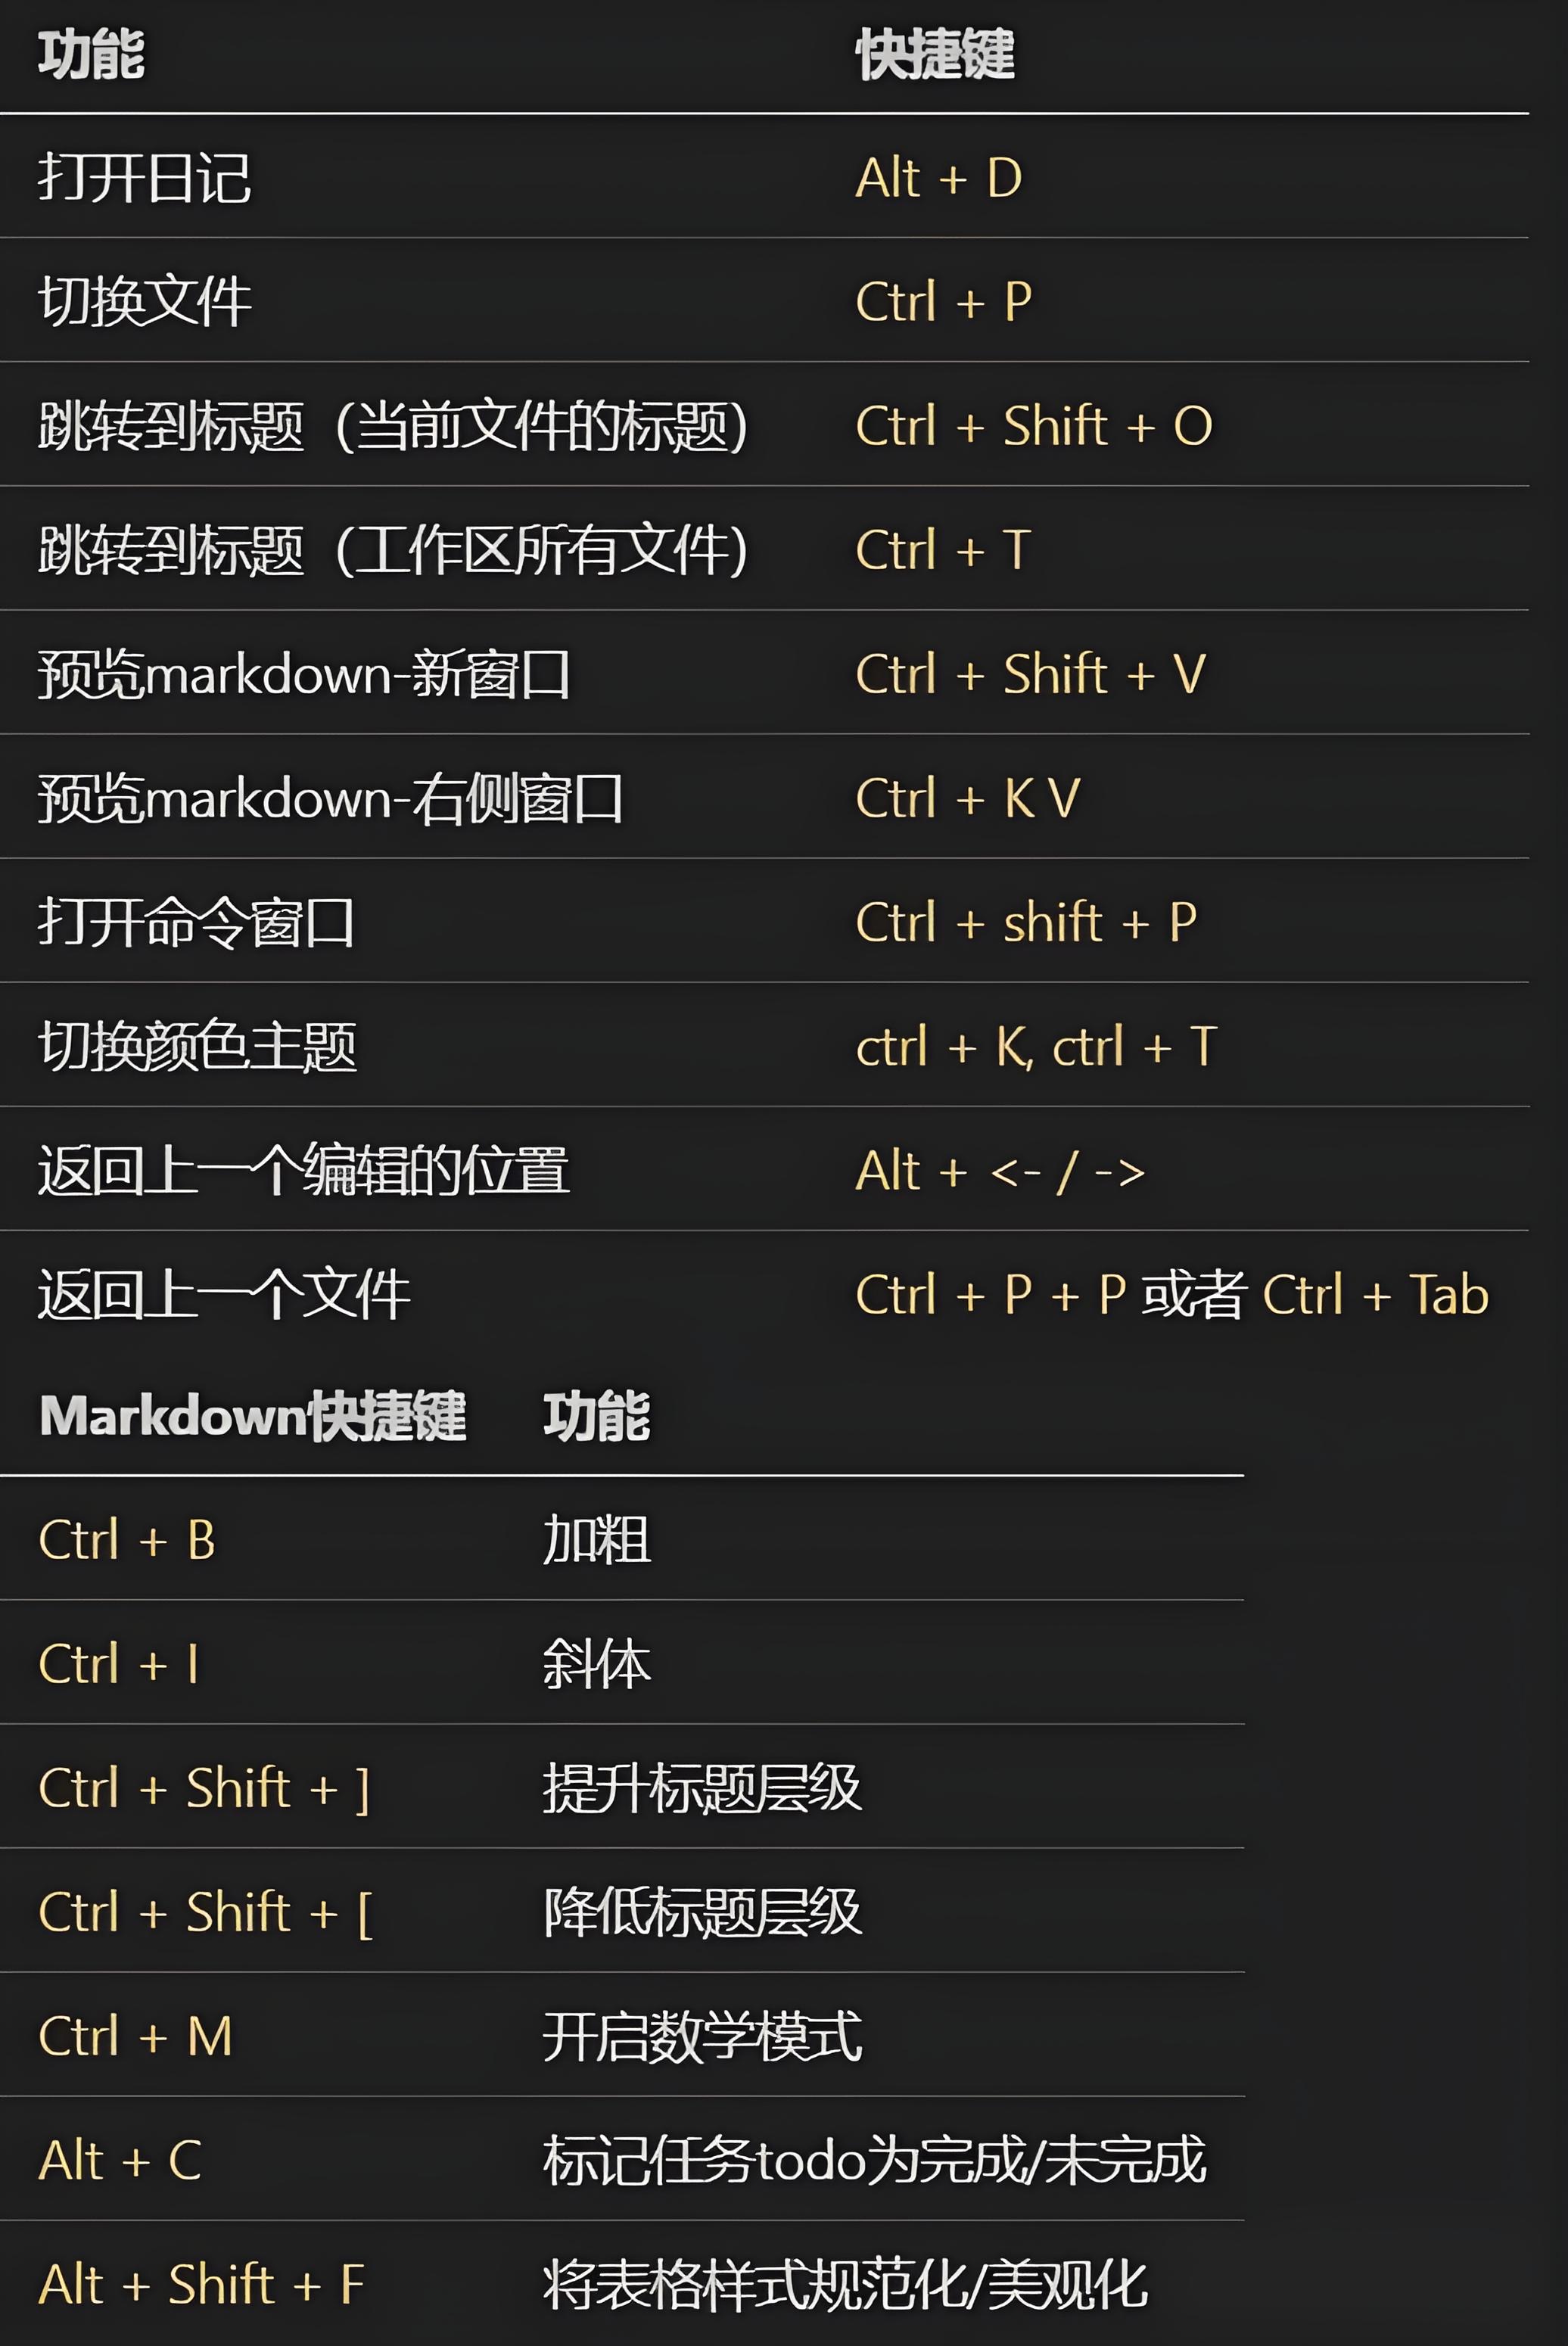 功能 快捷键
打开日记 Alt + D
切换文件 Ctrl + P
跳转到标题（当前文件的标题） Ctrl + Shift + O
跳转到标题（工作区所有文件） Ctrl + T
预览markdown-新窗口 Ctrl + Shift + V
预览markdown-右侧窗口 Ctrl + K V
打开命令窗口 Ctrl + shift + P
切换颜色主题 ctrl + K, ctrl + T
返回上一个编辑的位置 Alt + <- / ->
返回上一个文件 Ctrl + P + P 或者 Ctrl + Tab
Markdown快捷键 功能
Ctrl + B 加粗
Ctrl + I 斜体
Ctrl + Shift + ] 提升标题层级
Ctrl + Shift + [ 降低标题层级
Ctrl + M 开启数学模式
Alt + C 标记任务todo为完成/未完成
Alt + Shift + F 将表格样式规范化/美观化